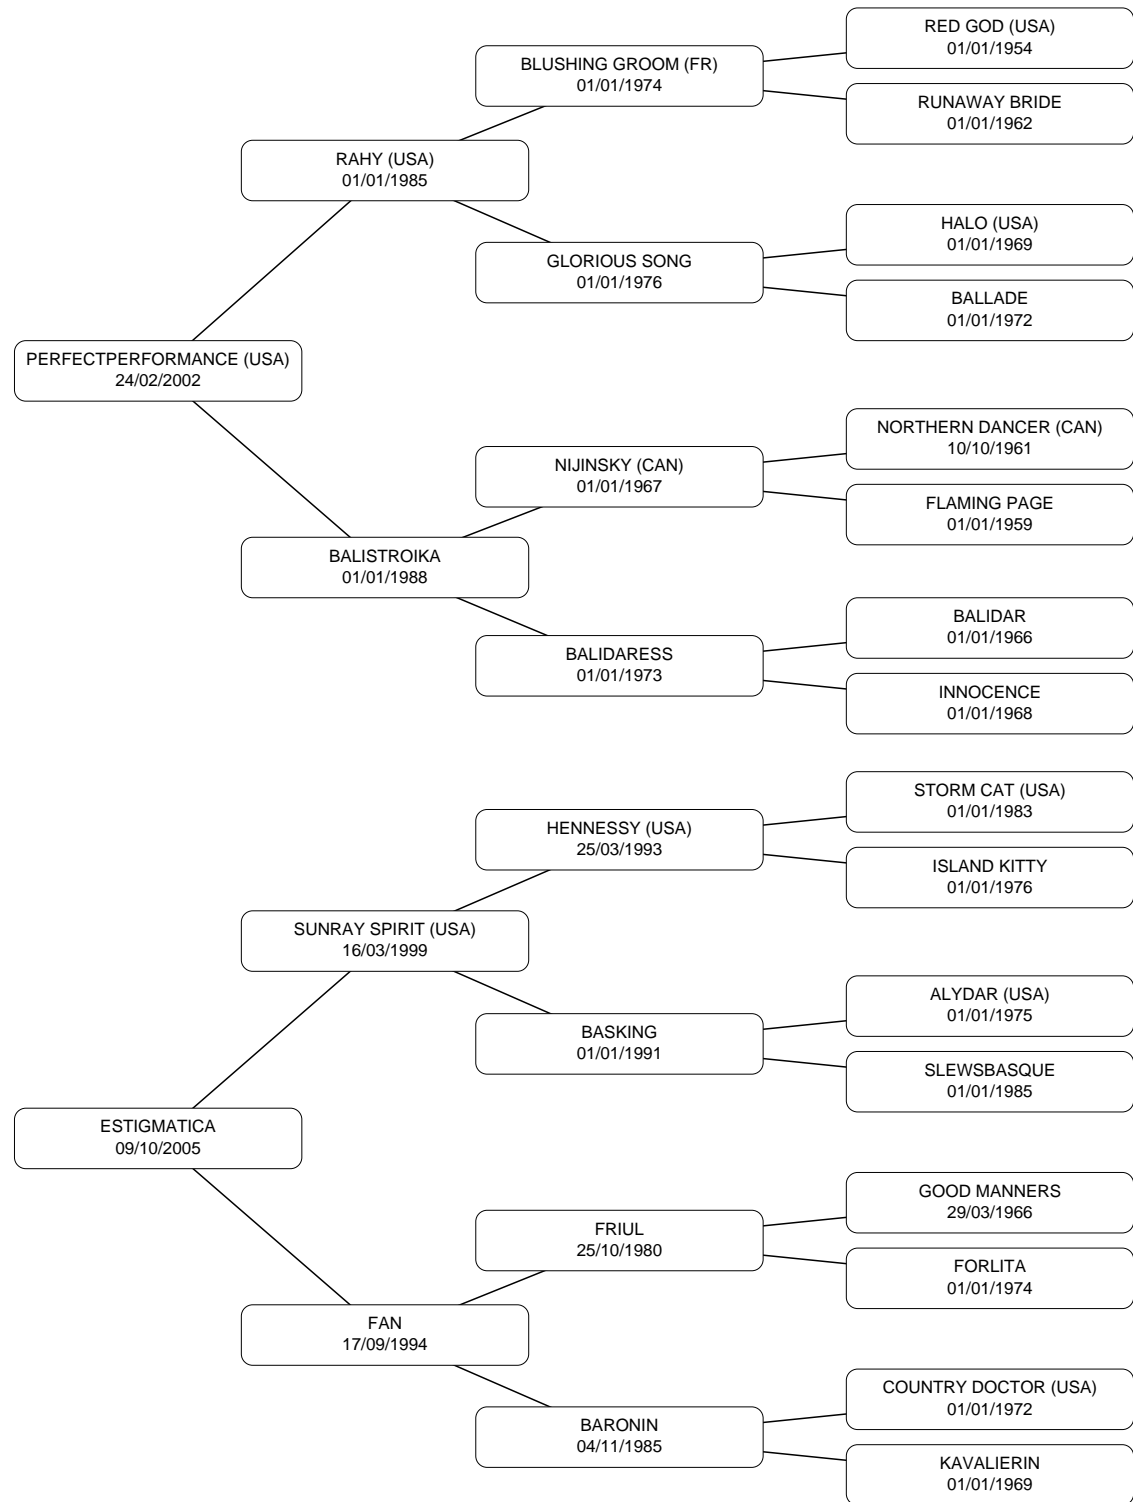 RED GOD (USA)
01/01/1954
BLUSHING GROOM (FR)
01/01/1974
RUNAWAY BRIDE
01/01/1962
RAHY (USA)
01/01/1985
HALO (USA)
01/01/1969
GLORIOUS SONG
01/01/1976
BALLADE
01/01/1972
PERFECTPERFORMANCE (USA)
24/02/2002
NORTHERN DANCER (CAN)
10/10/1961
NIJINSKY (CAN)
01/01/1967
FLAMING PAGE
01/01/1959
BALISTROIKA
01/01/1988
BALIDAR
01/01/1966
BALIDARESS
01/01/1973
INNOCENCE
01/01/1968
STORM CAT (USA)
01/01/1983
HENNESSY (USA)
25/03/1993
ISLAND KITTY
01/01/1976
SUNRAY SPIRIT (USA)
16/03/1999
ALYDAR (USA)
01/01/1975
BASKING
01/01/1991
SLEWSBASQUE
01/01/1985
ESTIGMATICA
09/10/2005
GOOD MANNERS
29/03/1966
FRIUL
25/10/1980
FORLITA
01/01/1974
FAN
17/09/1994
COUNTRY DOCTOR (USA)
01/01/1972
BARONIN
04/11/1985
KAVALIERIN
01/01/1969